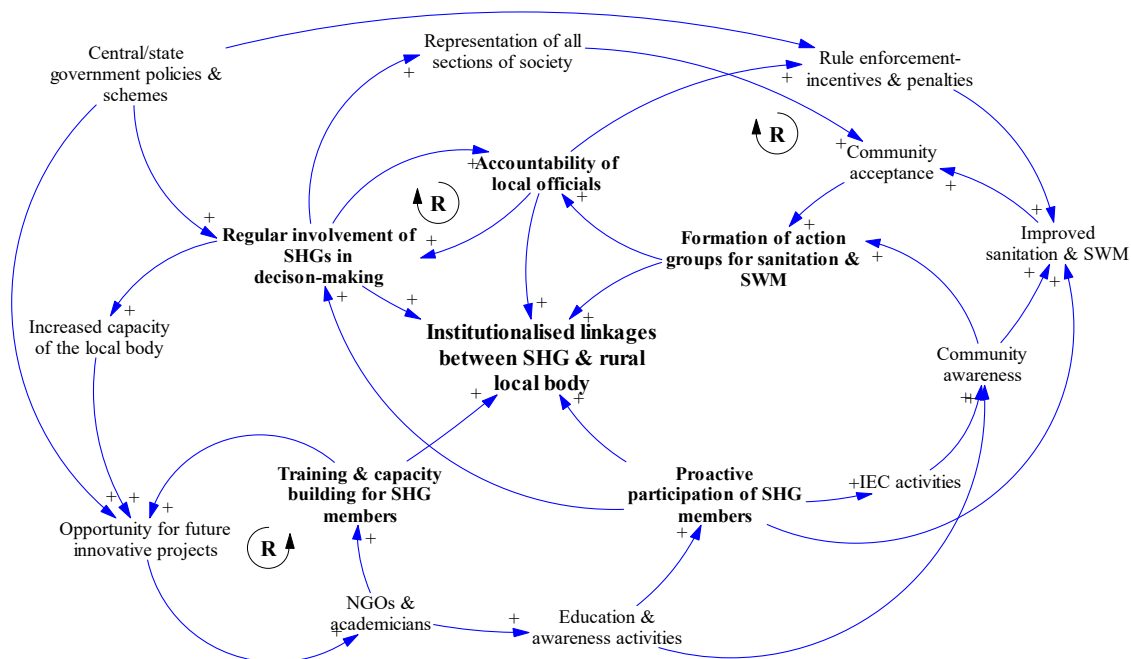 Central/state
government policies &
schemes
Representation of all
sections of society
Rule enforcement-
incentives & penalties
Accountability of
local officials
Community
acceptance
R
R
Regular involvement of
SHGs in
decison-making
Formation of action
groups for sanitation &
SWM
Improved
sanitation & SWM
Increased capacity
of the local body
Institutionalised linkages
between SHG & rural
local body
Community
awareness
Training & capacity
building for SHG
members
Proactive
participation of SHG
members
IEC activities
Opportunity for future
innovative projects
R
NGOs &
academicians
Education &
awareness activities